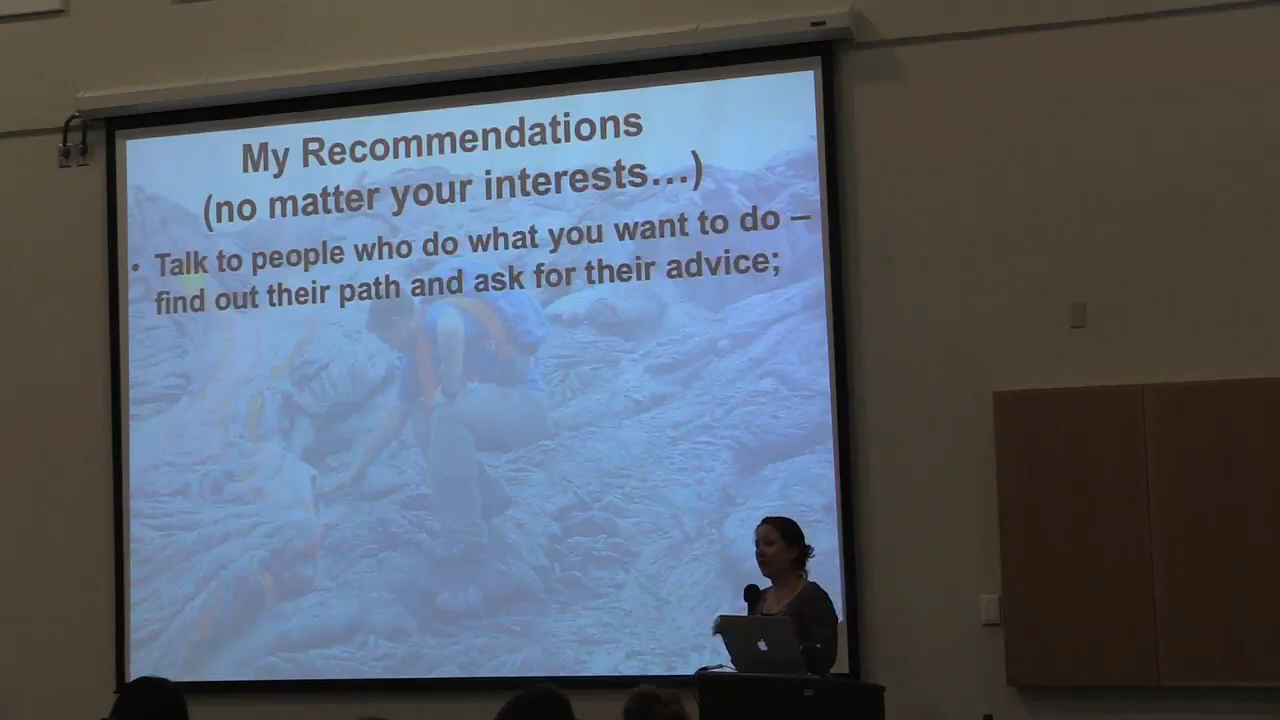 My Recommendations
(no matter your interests…)
• Talk to people who do what you want to do –
find out their path and ask for their advice;